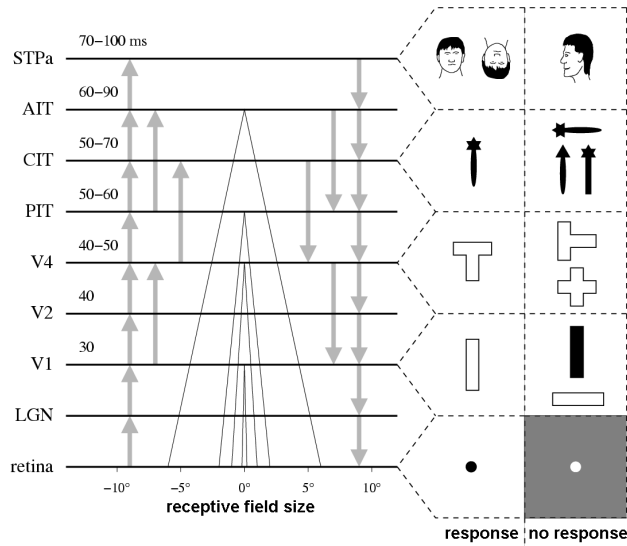 70−100 ms
STPa
60−90
AIT
50−70
CIT
50−60
PIT
40−50
V4
40
V2
30
V1
LGN
retina
−10° −5° 0° 5° 10°
receptive field size
response no response